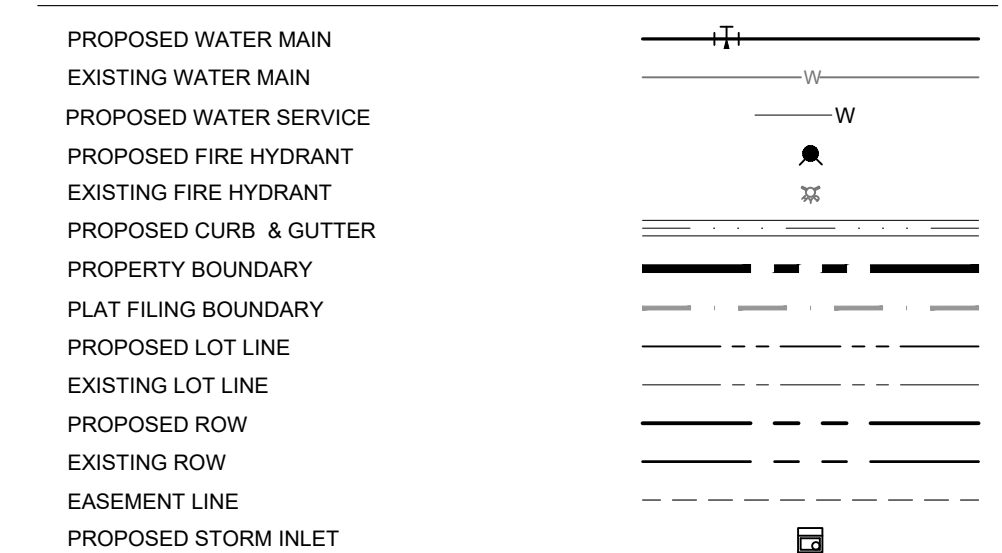 PROPOSED WATER MAIN
EXISTING WATER MAIN W
PROPOSED WATER SERVICE W
PROPOSED FIRE HYDRANT
EXISTING FIRE HYDRANT
PROPOSED CURB & GUTTER
PROPERTY BOUNDARY
PLAT FILING BOUNDARY
PROPOSED LOT LINE
EXISTING LOT LINE
PROPOSED ROW
EXISTING ROW
EASEMENT LINE
PROPOSED STORM INLET